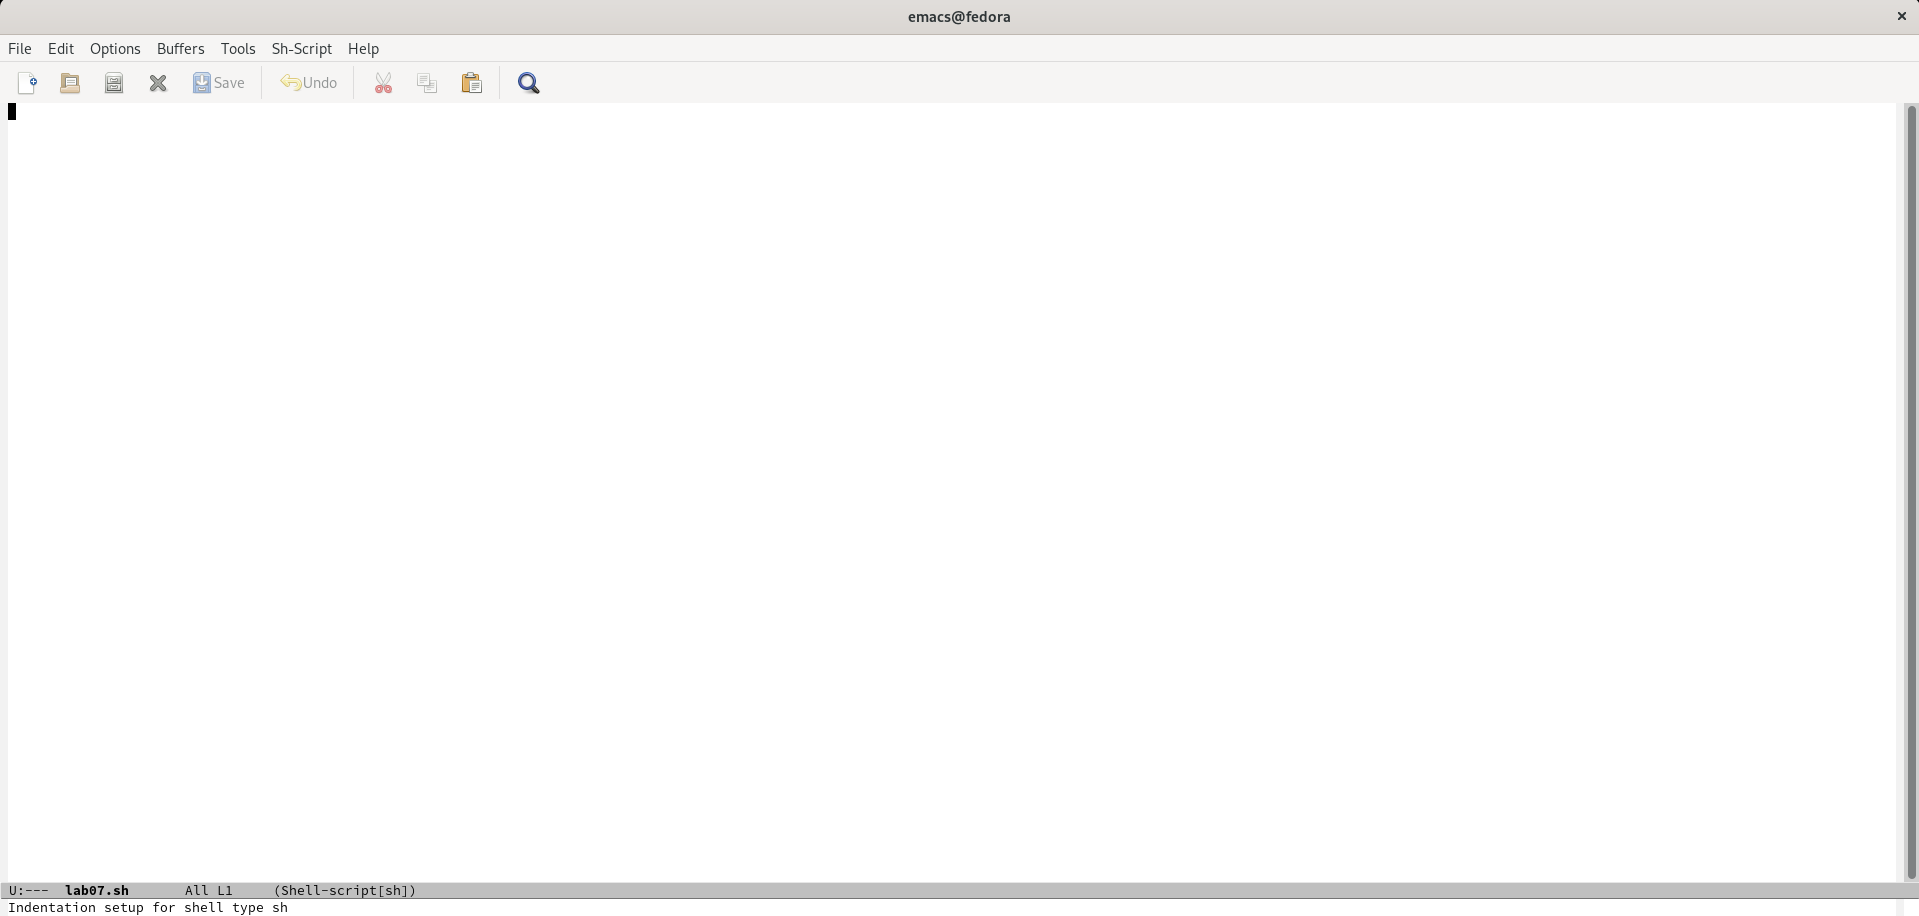 emacs@fedora
File Edit Options Buffers Tools Sh-Script Help
Save Undo
U:--- lab07.sh All L1 (Shell-script[sh])
Indentation setup for shell type sh